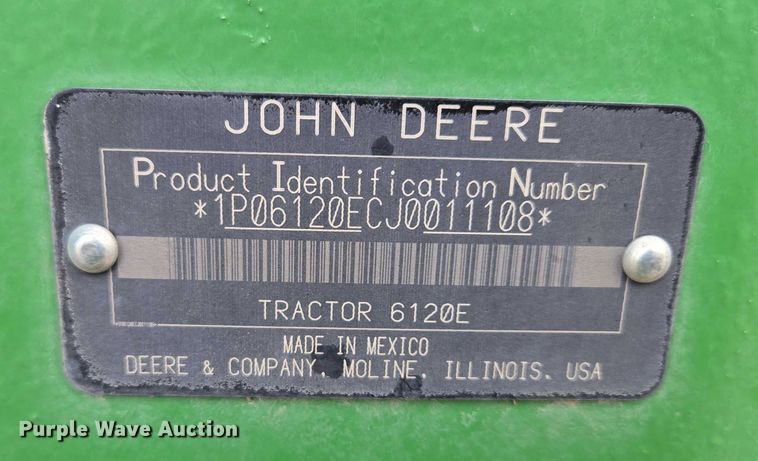 JOHN DEERE
Product Identification Number
*1P06120ECJ0011108*
TRACTOR 6120E
MADE IN MEXICO
DEERE & COMPANY, MOLINE, ILLINOIS, USA
Purple Wave Auction